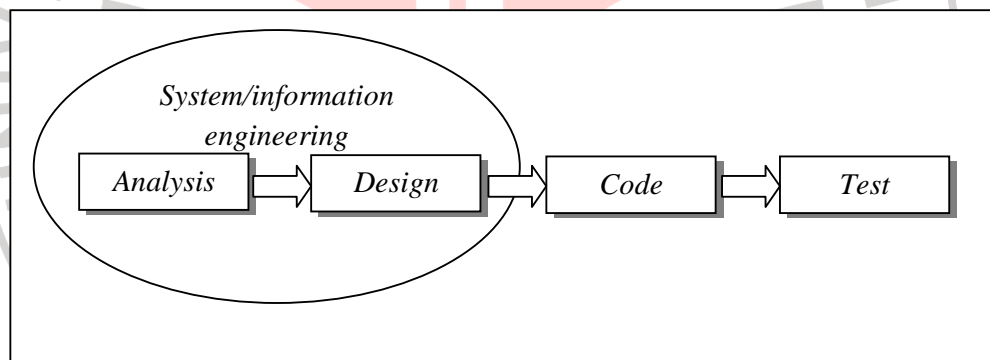 System/information
engineering
Analysis
Design
Code
Test